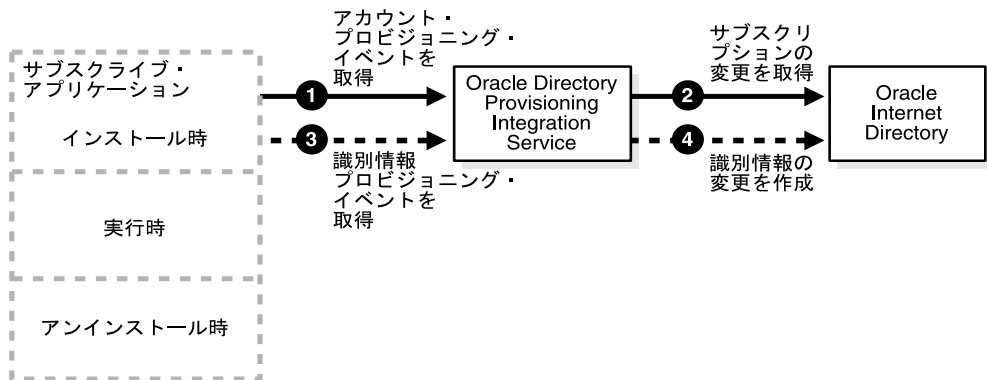 サブスクライブ・
アプリケーション
インストール時
実行時
アンインストール時
アカウント・
プロビジョニング・
イベントを
取得
1
3
識別情報
プロビジョニング・
イベントを
取得
Oracle Directory
Provisioning
Integration
Service
サブスクリ
プションの
変更を取得
2
4
識別情報の
変更を作成
Oracle
Internet
Directory